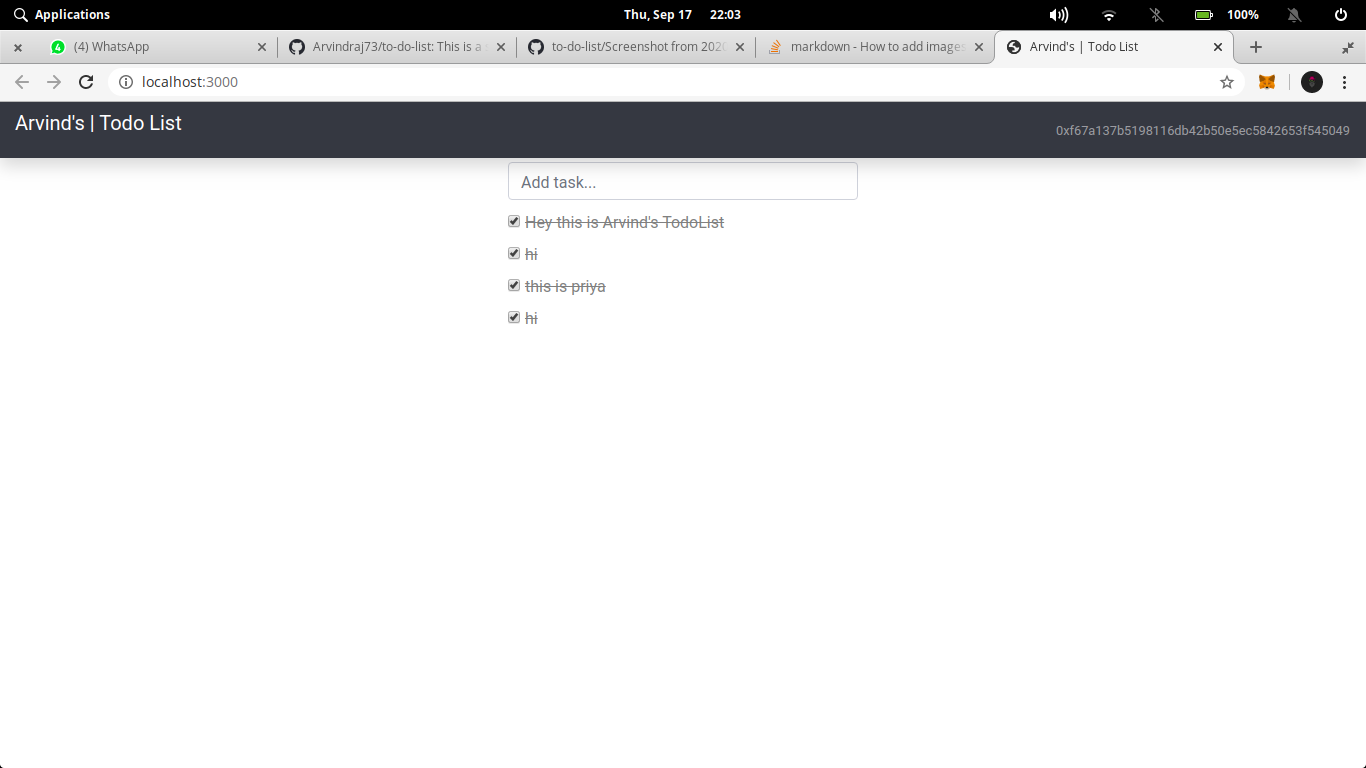 Applications
Thu, Sep 17 22:03
100%
(4) WhatsApp
Arvindraj73/to-do-list: This is a
to-do-list/Screenshot from 202
markdown - How to add images
Arvind's | Todo List
localhost:3000
Arvind's | Todo List
0xf67a137b5198116db42b50e5ec5842653f545049
Add task...
Hey this is Arvind's TodoList
hi
this is priya
hi